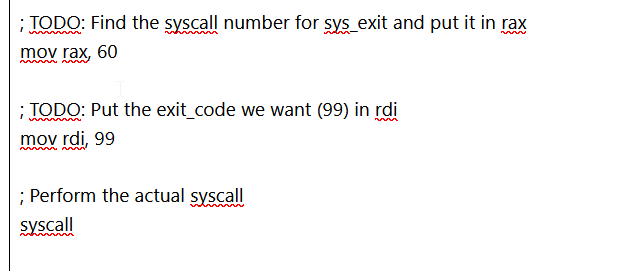 ; TODO: Find the syscall number for sys_exit and put it in rax
mov rax, 60
; TODO: Put the exit_code we want (99) in rdi
mov rdi, 99
; Perform the actual syscall
syscall